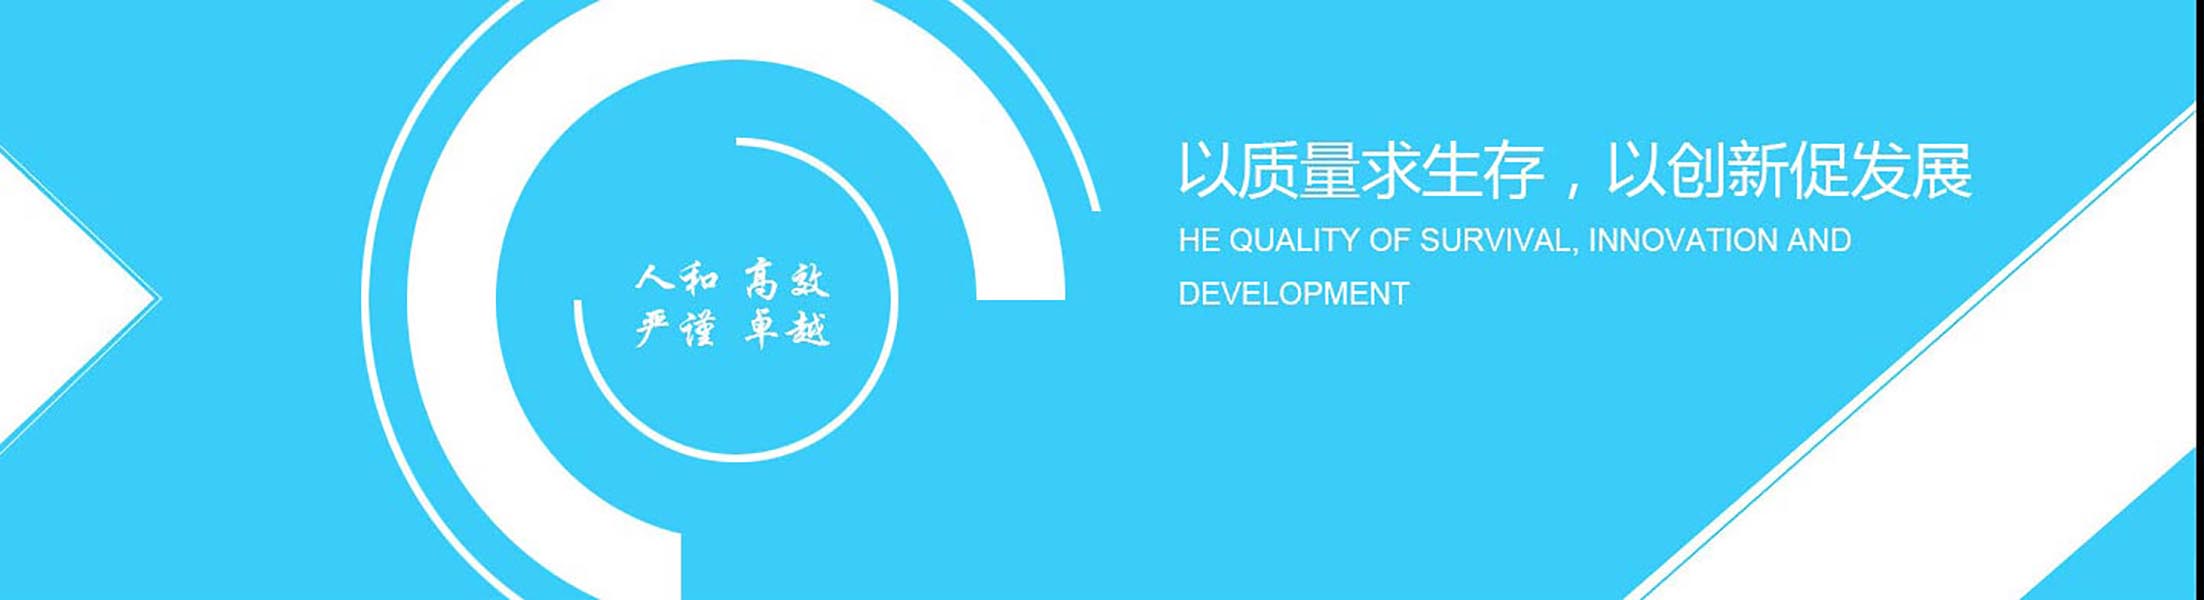 人和 高效
严谨 卓越
以质量求生存，以创新促发展
HE QUALITY OF SURVIVAL, INNOVATION AND
DEVELOPMENT